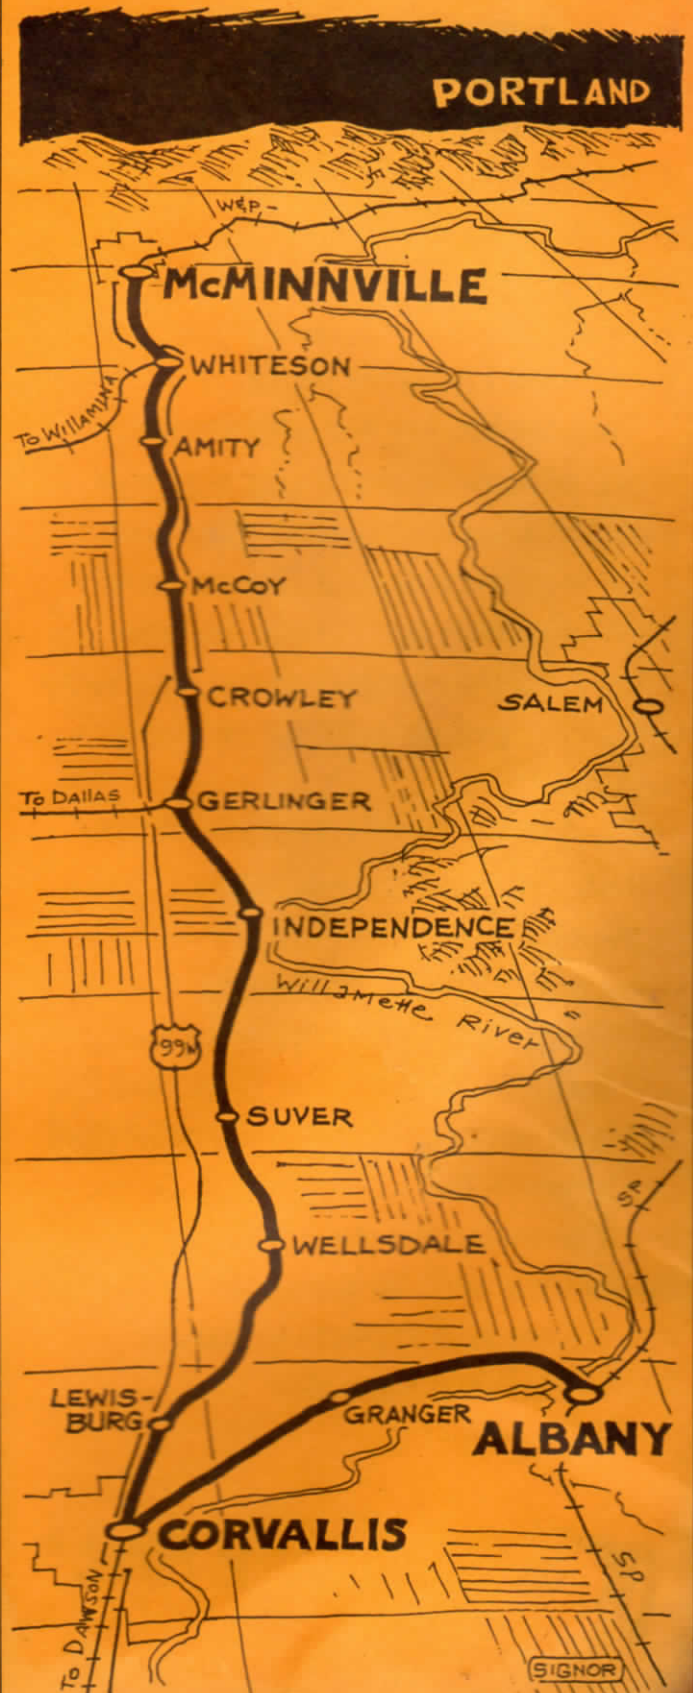 PORTLAND
W&P-
McMINNVILLE
WHITESON
To WILLAMINA
AMITY
McCOY
CROWLEY
SALEM
To DALLAS
GERLINGER
INDEPENDENCE
Willamette River
99W
SUVER
SP
WELLSDALE
LEWIS-
BURG
GRANGER
ALBANY
CORVALLIS
SP
To DAWSON
SIGNOR